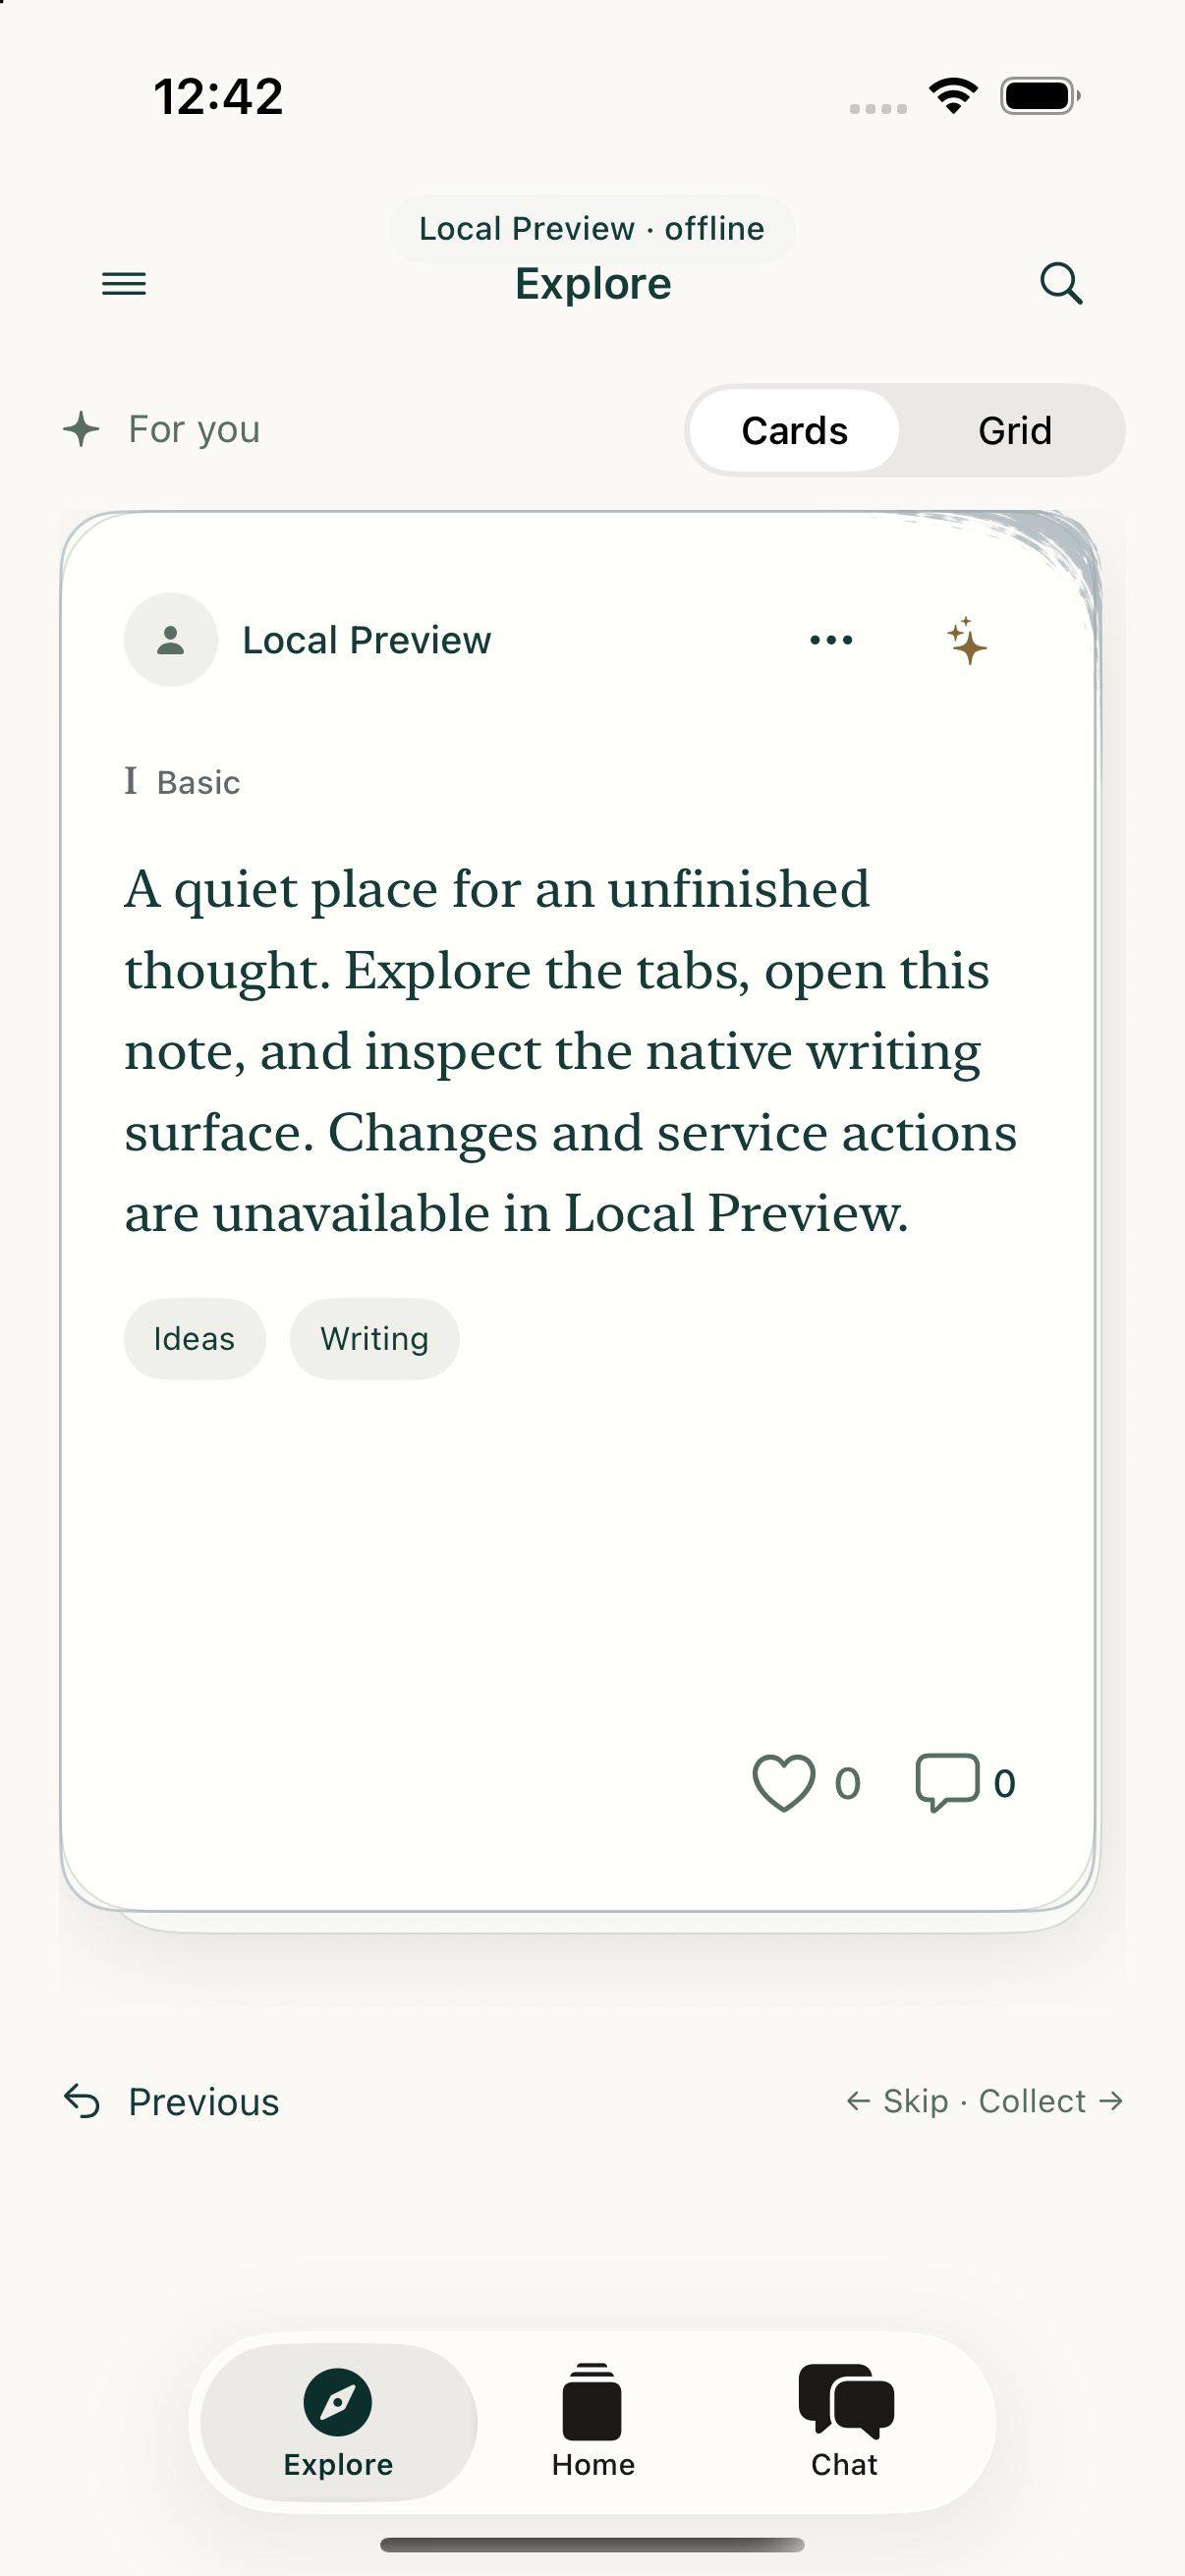 12:42
Local Preview · offline
Explore
For you
Cards
Grid
Local Preview
I Basic
A quiet place for an unfinished
thought. Explore the tabs, open this
note, and inspect the native writing
surface. Changes and service actions
are unavailable in Local Preview.
Ideas
Writing
0
0
Previous
← Skip · Collect →
Explore
Home
Chat